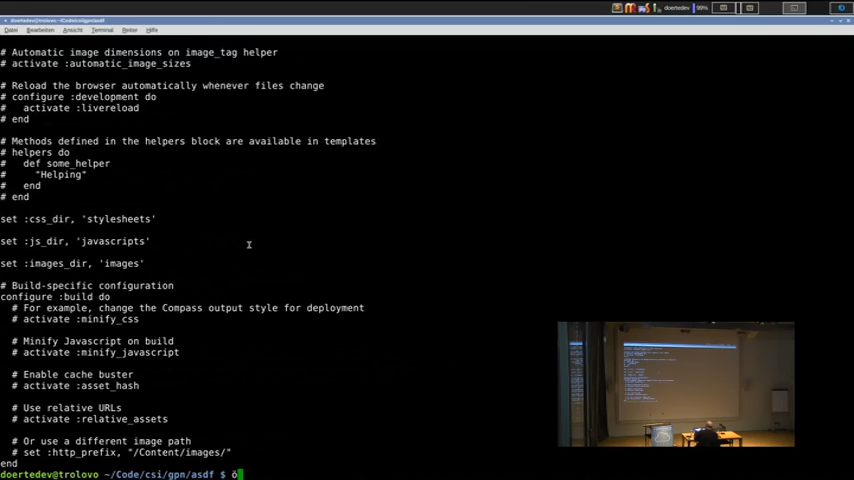 doertedev
99%
doertedev@trolovo: ~/Code/csi/gpn/asdf
Datei Bearbeiten Ansicht Terminal Reiter Hilfe
# Automatic image dimensions on image_tag helper
# activate :automatic_image_sizes
# Reload the browser automatically whenever files change
# configure :development do
#   activate :livereload
# end
# Methods defined in the helpers block are available in templates
# helpers do
#   def some_helper
#     "Helping"
#   end
# end
set :css_dir, 'stylesheets'
set :js_dir, 'javascripts'
set :images_dir, 'images'
# Build-specific configuration
configure :build do
  # For example, change the Compass output style for deployment
  # activate :minify_css
  # Minify Javascript on build
  # activate :minify_javascript
  # Enable cache buster
  # activate :asset_hash
  # Use relative URLs
  # activate :relative_assets
  # Or use a different image path
  # set :http_prefix, "/Content/images/"
end
doertedev@trolovo ~/Code/csi/gpn/asdf $ ö